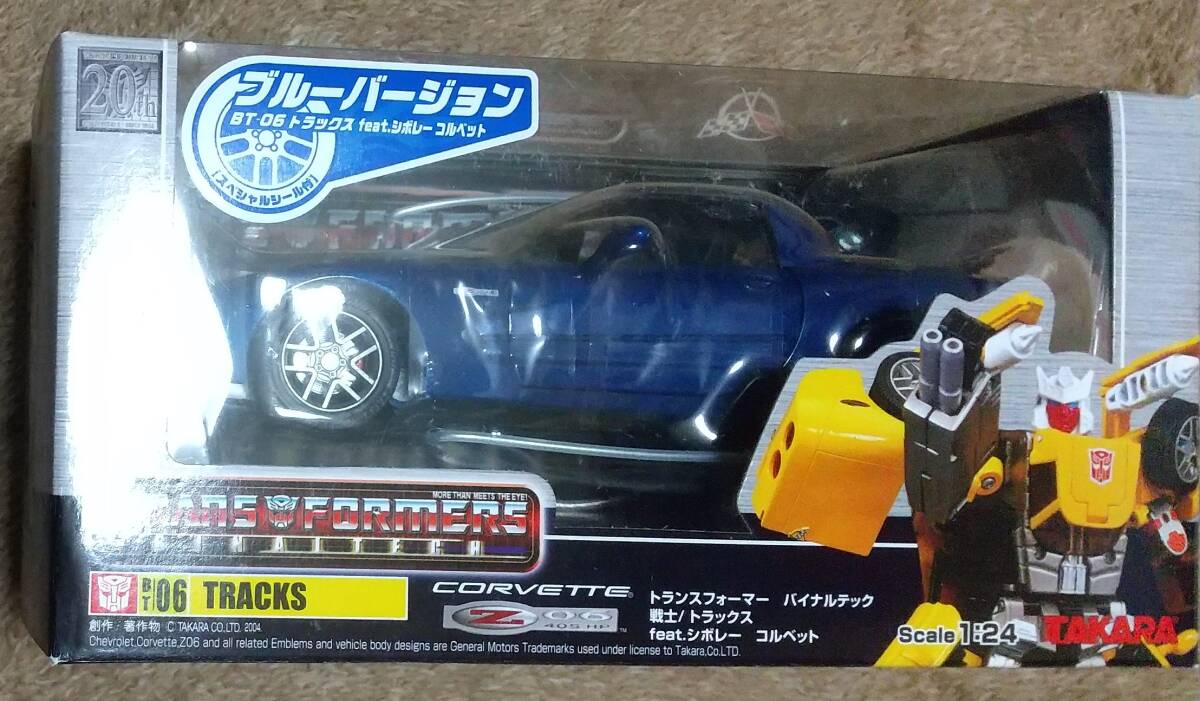 20th
ブルーバージョン
BT-06 トラックス feat.シボレー コルベット
[スペシャルシール付]
MORE THAN MEETS THE EYE!
TRANSFORMERS
BINALTECH
BT 06 TRACKS
CORVETTE
Z06
405 HP
トランスフォーマー バイナルテック
戦士/トラックス
feat.シボレー コルベット
Scale 1:24
TAKARA
創作・著作物 © TAKARA CO.LTD. 2004.
Chevrolet,Corvette,Z06 and all related Emblems and vehicle body designs are General Motors Trademarks used under license to Takara,Co.LTD.